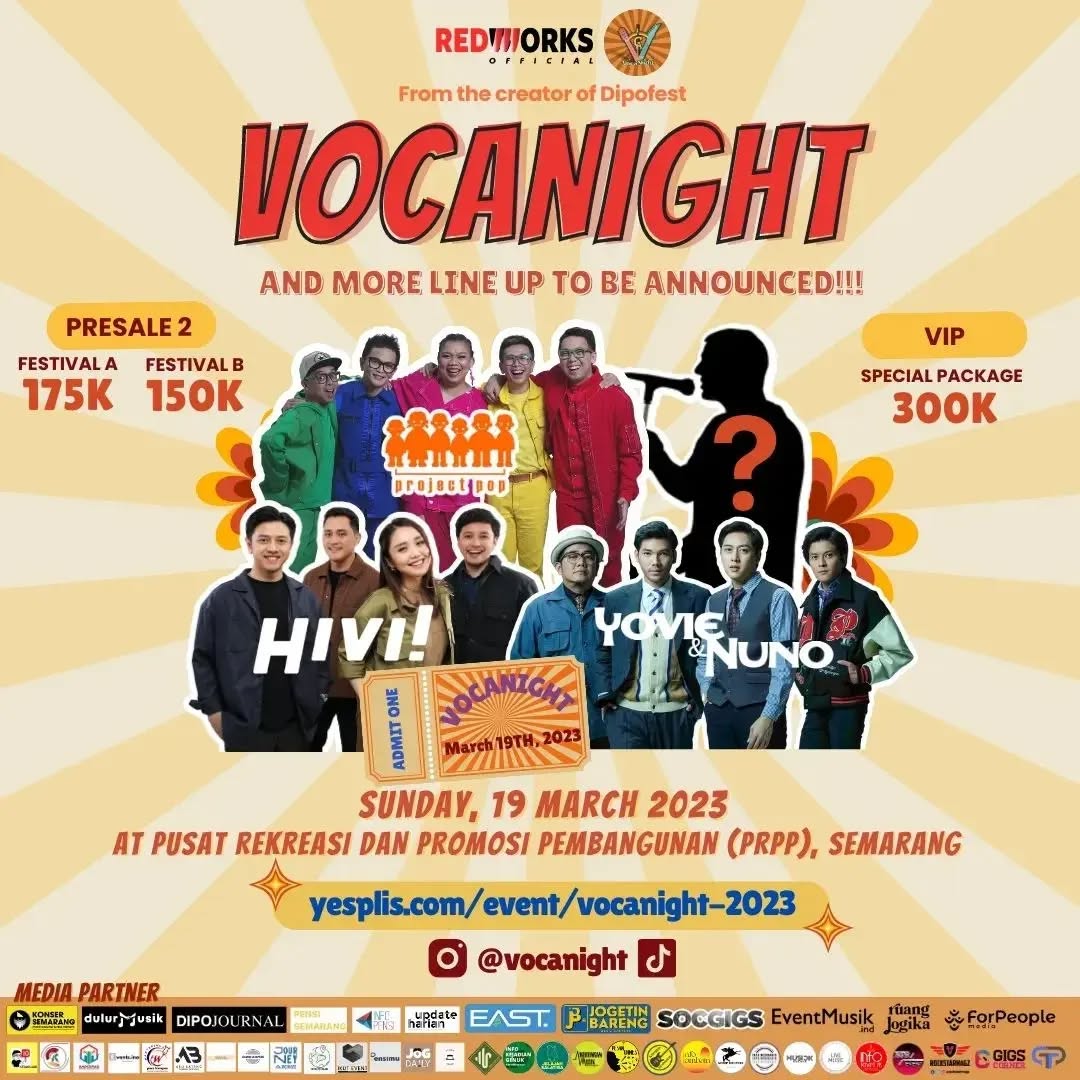 REDWORKS
OFFICIAL
From the creator of Dipofest
VOCANIGHT
AND MORE LINE UP TO BE ANNOUNCED!!!
PRESALE 2
FESTIVAL A
175K
FESTIVAL B
150K
VIP
SPECIAL PACKAGE
300K
project pop
?
HIVI!
YOVIE
& NUNO
ADMIT ONE
VOCANIGHT
March 19TH, 2023
SUNDAY, 19 MARCH 2023
AT PUSAT REKREASI DAN PROMOSI PEMBANGUNAN (PRPP), SEMARANG
yesplis.com/event/vocanight-2023
@vocanight
MEDIA PARTNER
KONSER
SEMARANG
dulurMusik
DIPOJOURNAL
PENSI
SEMARANG
INFO
PENSI
update
harian
EAST.
JOGETIN
BARENG
SOCGIGS
EventMusik
.ind
ruang
Jogika
ForPeople
media
JOG
DAILY
GIGS
CORNER